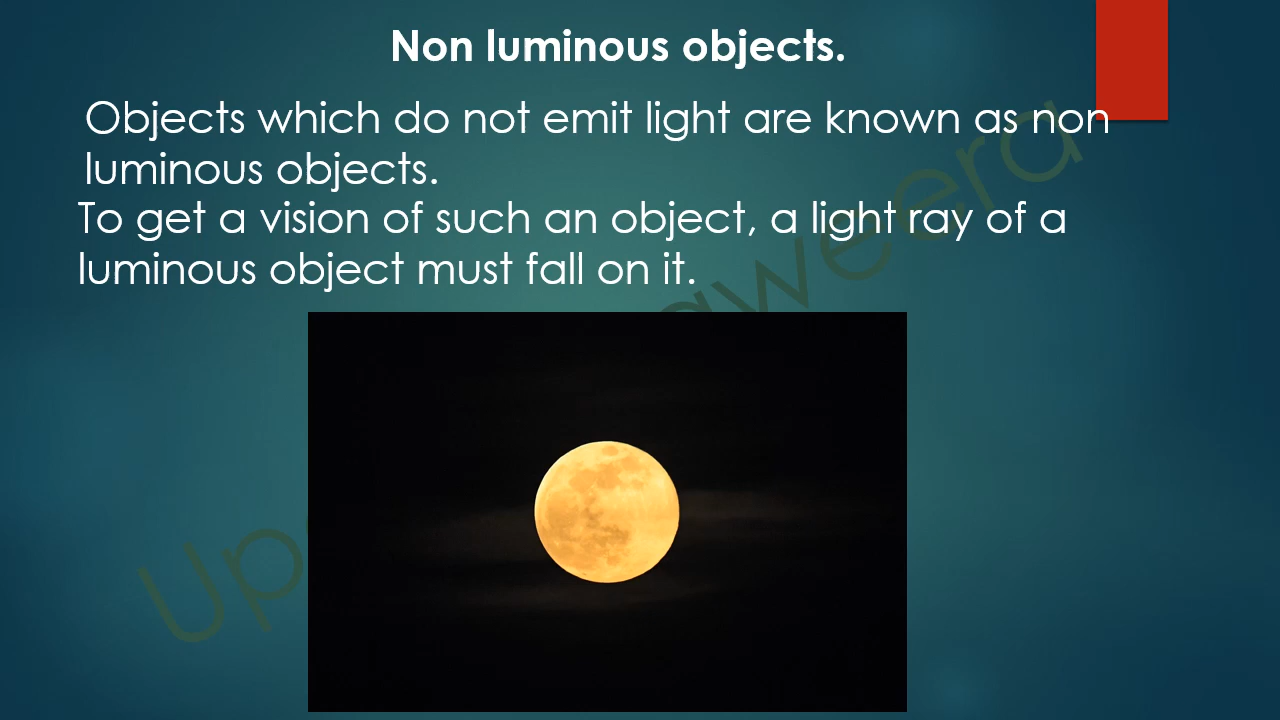 Non luminous objects.
Objects which do not emit light are known as non
luminous objects.
To get a vision of such an object, a light ray of a
luminous object must fall on it.